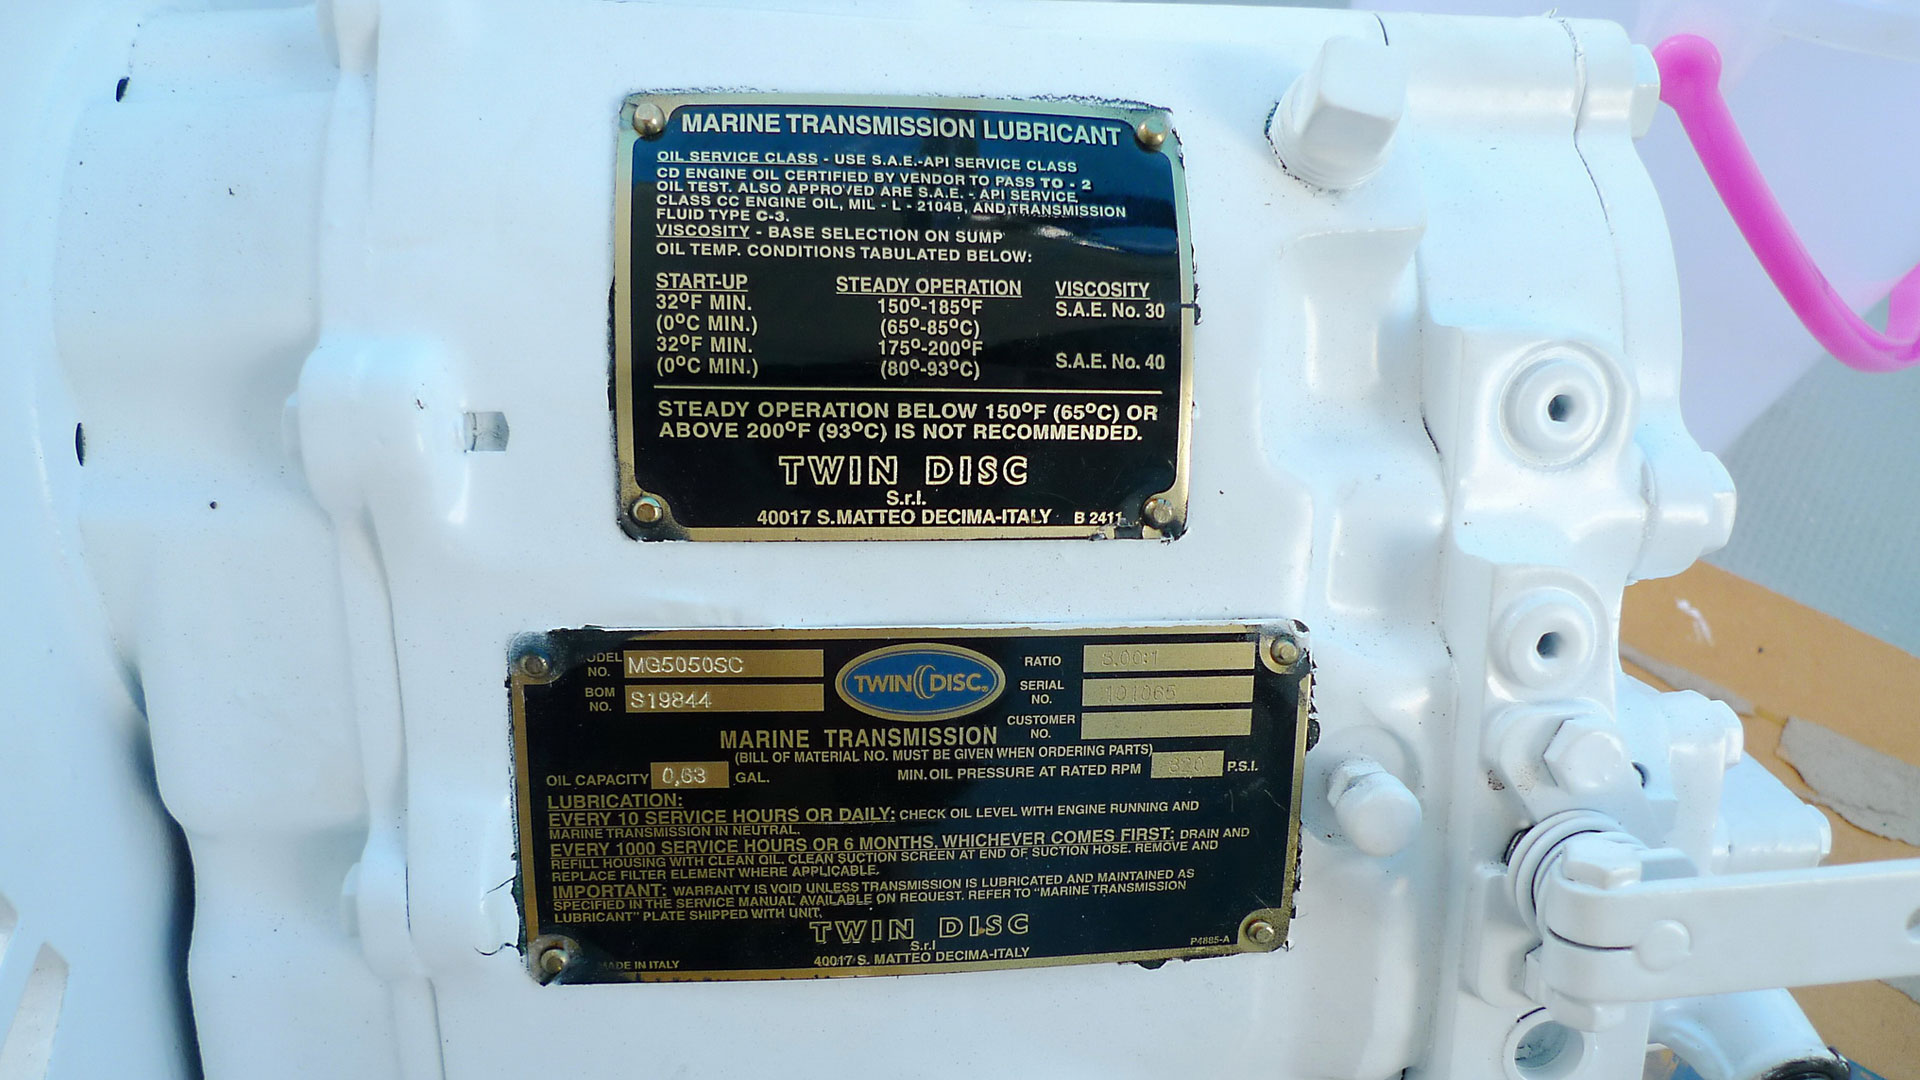 MARINE TRANSMISSION LUBRICANT
OIL SERVICE CLASS - USE S.A.E.-API SERVICE CLASS
CD ENGINE OIL CERTIFIED BY VENDOR TO PASS TO - 2
OIL TEST. ALSO APPROVED ARE S.A.E. - API SERVICE
CLASS CC ENGINE OIL, MIL - L - 2104B, AND TRANSMISSION
FLUID TYPE C-3.
VISCOSITY - BASE SELECTION ON SUMP
OIL TEMP. CONDITIONS TABULATED BELOW:
START-UP STEADY OPERATION VISCOSITY
32°F MIN. 150°-185°F S.A.E. No. 30
(0°C MIN.) (65°-85°C)
32°F MIN. 175°-200°F
(0°C MIN.) (80°-93°C) S.A.E. No. 40
STEADY OPERATION BELOW 150°F (65°C) OR
ABOVE 200°F (93°C) IS NOT RECOMMENDED.
TWIN DISC
S.r.l.
40017 S.MATTEO DECIMA-ITALY B 2411
MODEL NO. MG5050SC
BOM NO. S19844
TWIN DISC
RATIO
SERIAL NO. 101065
CUSTOMER NO.
MARINE TRANSMISSION
(BILL OF MATERIAL NO. MUST BE GIVEN WHEN ORDERING PARTS)
OIL CAPACITY 0,63 GAL. MIN. OIL PRESSURE AT RATED RPM 320 P.S.I.
LUBRICATION:
EVERY 10 SERVICE HOURS OR DAILY: CHECK OIL LEVEL WITH ENGINE RUNNING AND
MARINE TRANSMISSION IN NEUTRAL.
EVERY 1000 SERVICE HOURS OR 6 MONTHS, WHICHEVER COMES FIRST: DRAIN AND
REFILL HOUSING WITH CLEAN OIL. CLEAN SUCTION SCREEN AT END OF SUCTION HOSE. REMOVE AND
REPLACE FILTER ELEMENT WHERE APPLICABLE.
IMPORTANT: WARRANTY IS VOID UNLESS TRANSMISSION IS LUBRICATED AND MAINTAINED AS
SPECIFIED IN THE SERVICE MANUAL AVAILABLE ON REQUEST. REFER TO "MARINE TRANSMISSION
LUBRICANT" PLATE SHIPPED WITH UNIT.
TWIN DISC
S.r.l
40017 S. MATTEO DECIMA-ITALY
MADE IN ITALY
P4885-A